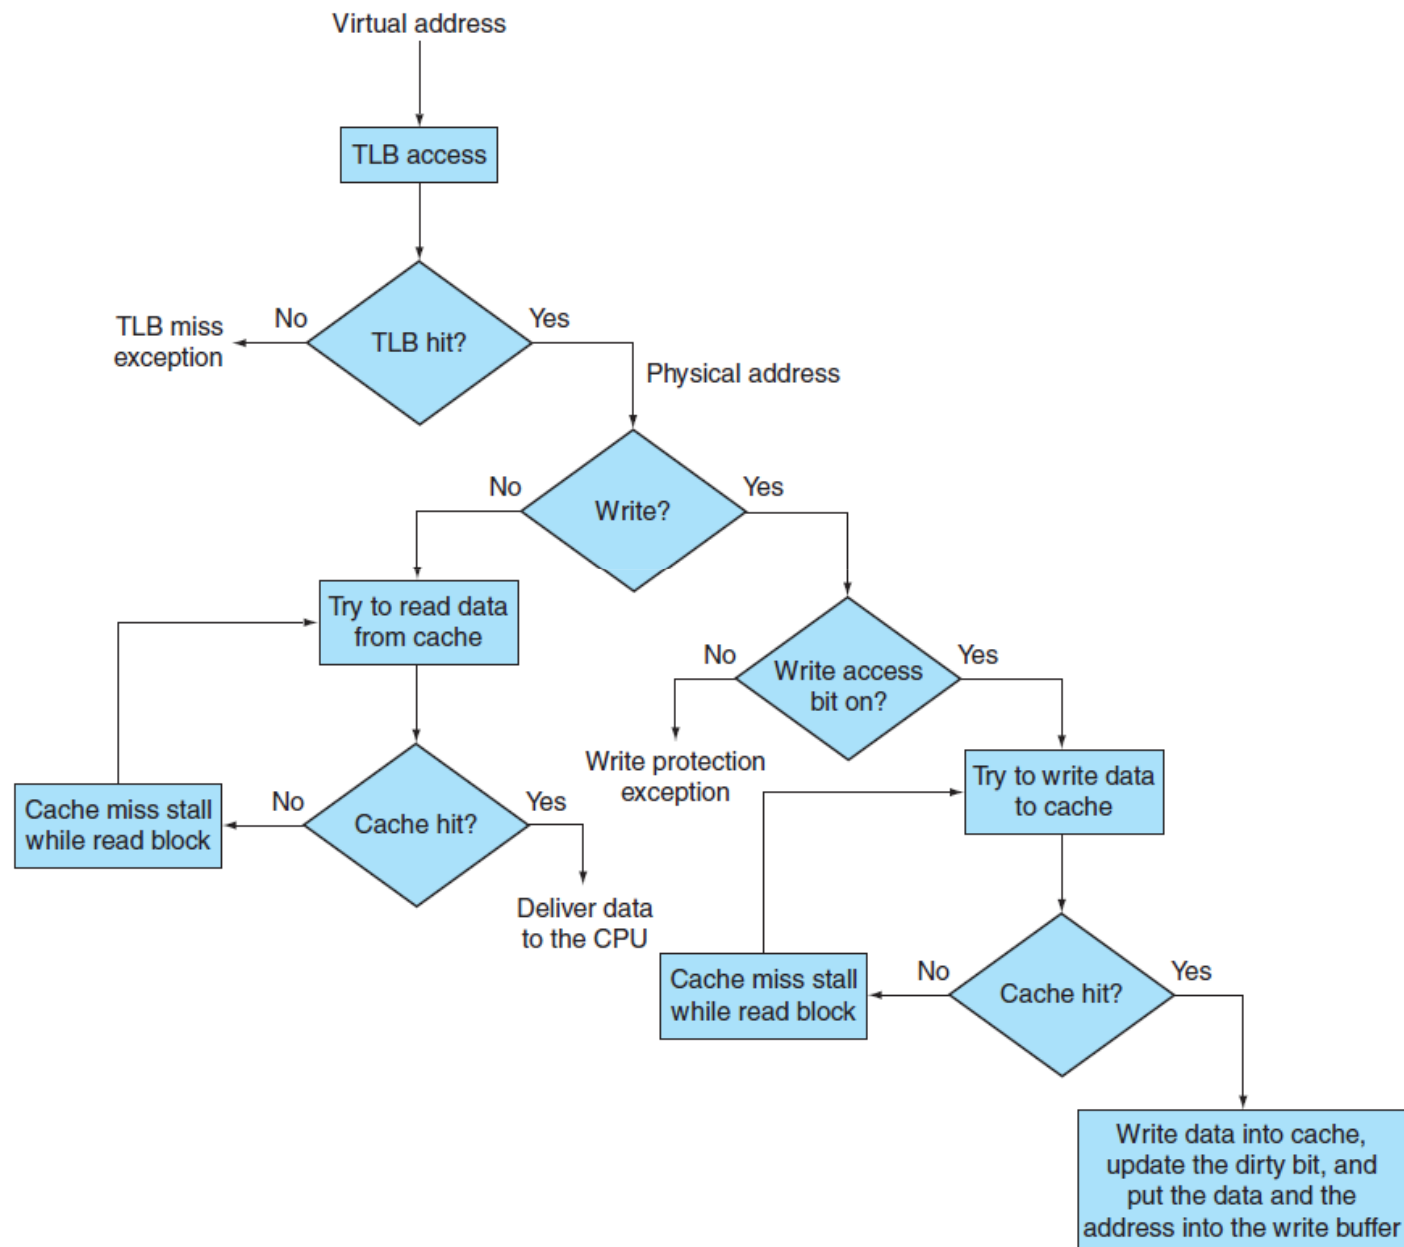 Virtual address
TLB access
TLB hit?
No
Yes
TLB miss
exception
Physical address
Write?
No
Yes
Try to read data
from cache
Write access
bit on?
No
Yes
Write protection
exception
Try to write data
to cache
Cache hit?
No
Yes
Cache miss stall
while read block
Deliver data
to the CPU
Cache hit?
No
Yes
Cache miss stall
while read block
Write data into cache,
update the dirty bit, and
put the data and the
address into the write buffer